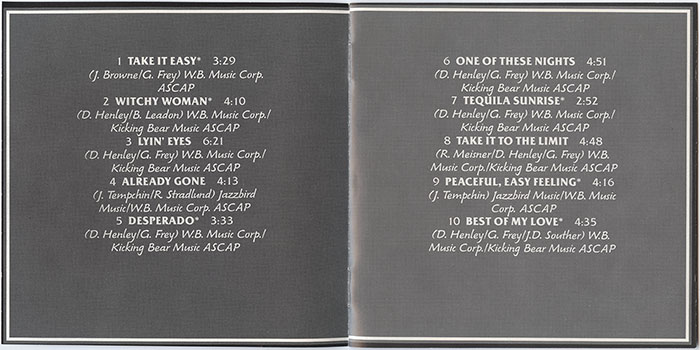 1 TAKE IT EASY* 3:29
(J. Browne/G. Frey) W.B. Music Corp.
ASCAP
2 WITCHY WOMAN* 4:10
(D. Henley/B. Leadon) W.B. Music Corp./
Kicking Bear Music ASCAP
3 LYIN' EYES 6:21
(D. Henley/G. Frey) W.B. Music Corp./
Kicking Bear Music ASCAP
4 ALREADY GONE 4:13
(J. Tempchin/R. Stradlund) Jazzbird
Music/W.B. Music Corp. ASCAP
5 DESPERADO* 3:33
(D. Henley/G. Frey) W.B. Music Corp./
Kicking Bear Music ASCAP
6 ONE OF THESE NIGHTS 4:51
(D. Henley/G. Frey) W.B. Music Corp./
Kicking Bear Music ASCAP
7 TEQUILA SUNRISE* 2:52
(D. Henley/G. Frey) W.B. Music Corp./
Kicking Bear Music ASCAP
8 TAKE IT TO THE LIMIT 4:48
(R. Meisner/D. Henley/G. Frey) W.B.
Music Corp./Kicking Bear Music ASCAP
9 PEACEFUL, EASY FEELING* 4:16
(J. Tempchin) Jazzbird Music/W.B. Music
Corp. ASCAP
10 BEST OF MY LOVE* 4:35
(D. Henley/G. Frey/J.D. Souther) W.B.
Music Corp./Kicking Bear Music ASCAP